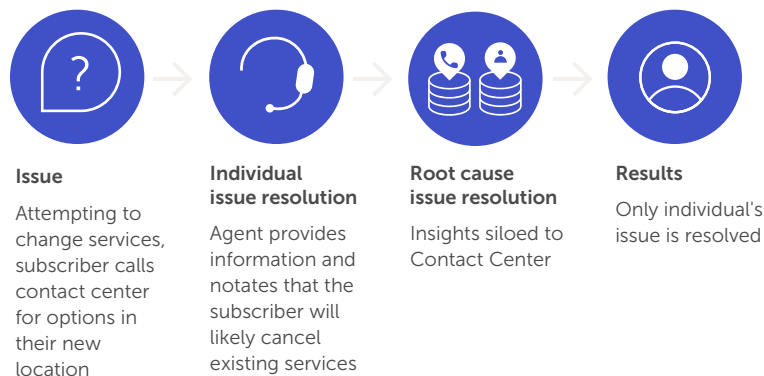 ?
Issue
Attempting to
change services,
subscriber calls
contact center
for options in
their new
location
Individual
issue resolution
Agent provides
information and
notates that the
subscriber will
likely cancel
existing services
Root cause
issue resolution
Insights siloed to
Contact Center
Results
Only individual's
issue is resolved